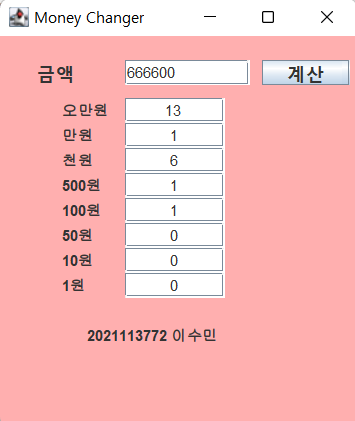 Money Changer
금액 666600 계산
오만원 13
만원 1
천원 6
500원 1
100원 1
50원 0
10원 0
1원 0
2021113772 이수민